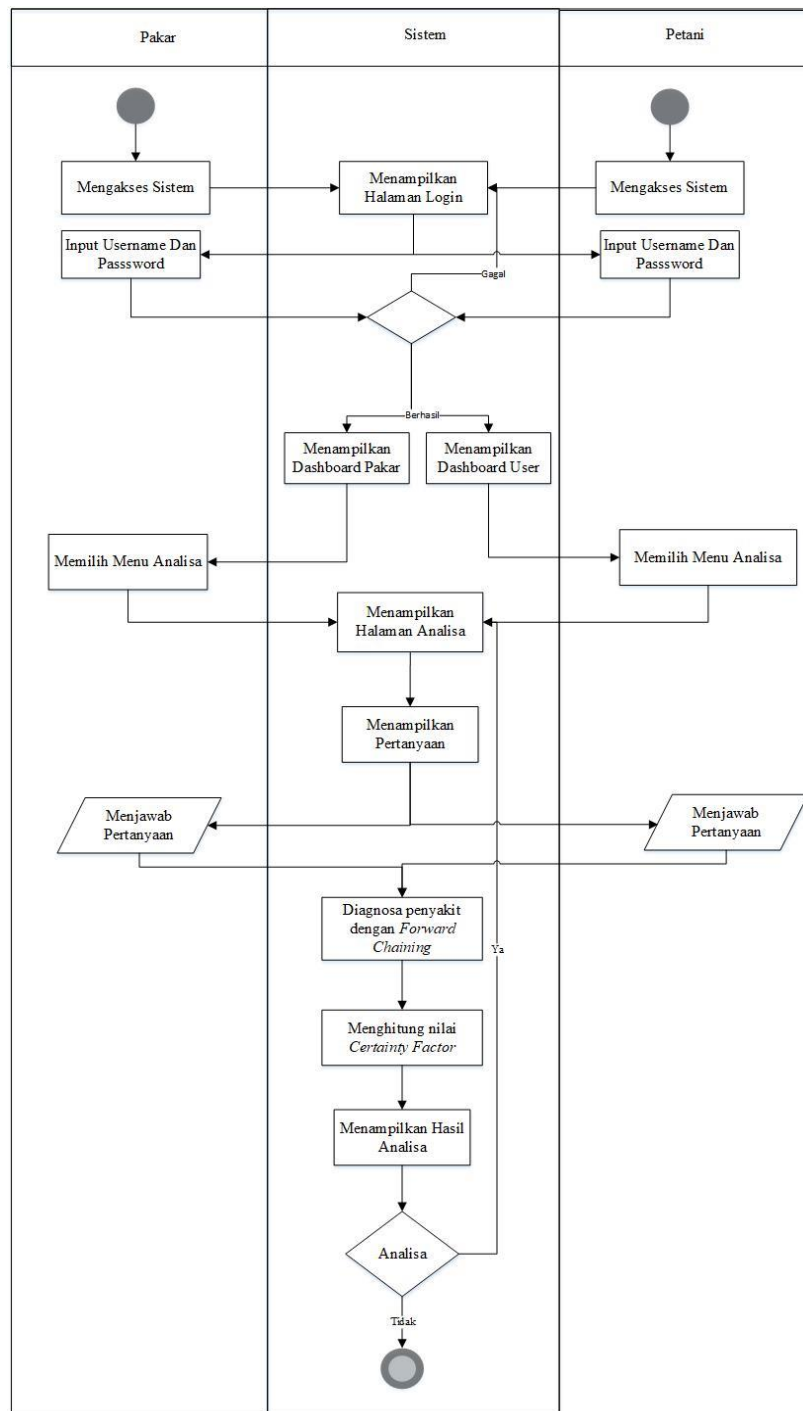 Pakar
Sistem
Petani
Mengakses Sistem
Menampilkan
Halaman Login
Mengakses Sistem
Input Username Dan
Passsword
Input Username Dan
Passsword
Gagal
Berhasil
Menampilkan
Dashboard Pakar
Menampilkan
Dashboard User
Memilih Menu Analisa
Memilih Menu Analisa
Menampilkan
Halaman Analisa
Menampilkan
Pertanyaan
Menjawab
Pertanyaan
Menjawab
Pertanyaan
Diagnosa penyakit
dengan Forward
Chaining
Ya
Menghitung nilai
Certainty Factor
Menampilkan Hasil
Analisa
Analisa
Tidak